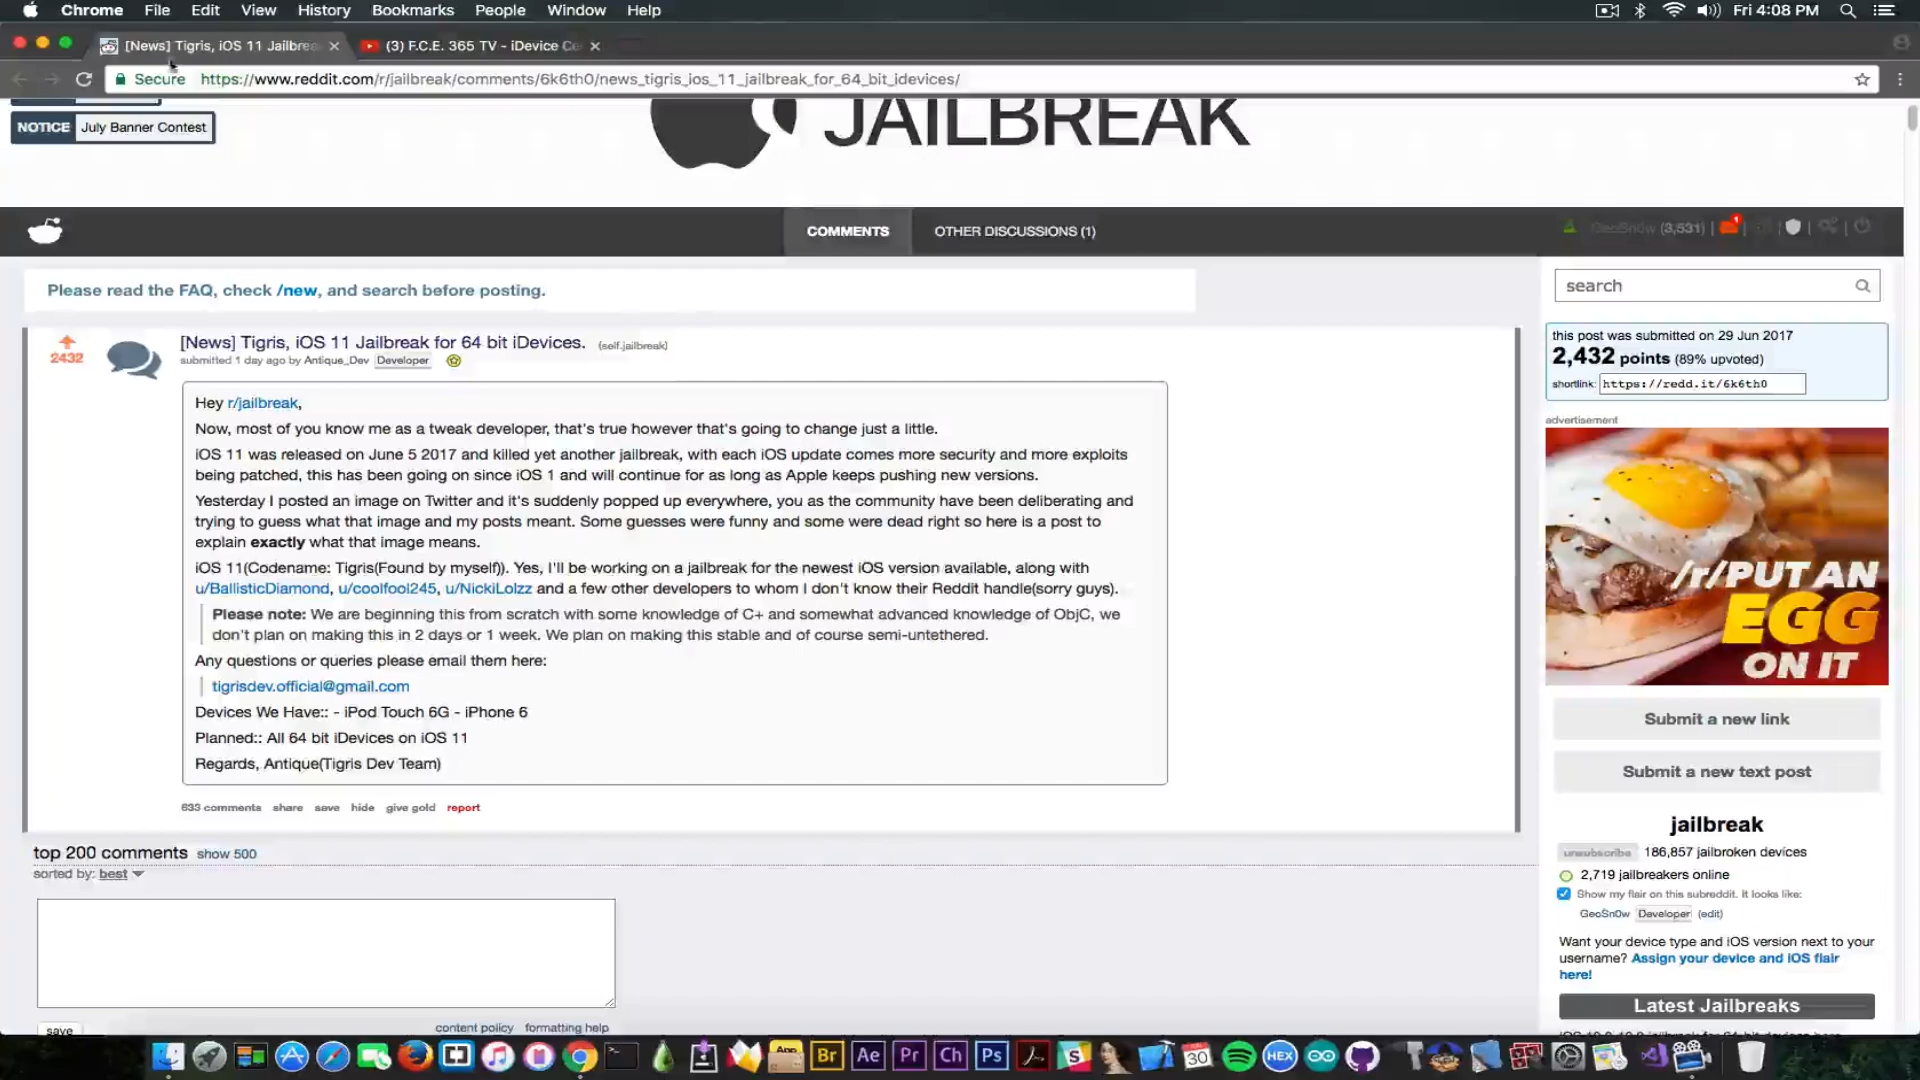 Chrome File Edit View History Bookmarks People Window Help Fri 4:08 PM
[News] Tigris, iOS 11 Jailbrea (3) F.C.E. 365 TV - iDevice Ce
Secure https://www.reddit.com/r/jailbreak/comments/6k6th0/news_tigris_ios_11_jailbreak_for_64_bit_idevices/
JAILBREAK
NOTICE July Banner Contest
COMMENTS OTHER DISCUSSIONS (1) GeoSn0w (3,531) 1
Please read the FAQ, check /new, and search before posting.
search
2432
[News] Tigris, iOS 11 Jailbreak for 64 bit iDevices. (self.jailbreak)
submitted 1 day ago by Antique_Dev Developer
Hey r/jailbreak,
Now, most of you know me as a tweak developer, that's true however that's going to change just a little.
iOS 11 was released on June 5 2017 and killed yet another jailbreak, with each iOS update comes more security and more exploits
being patched, this has been going on since iOS 1 and will continue for as long as Apple keeps pushing new versions.
Yesterday I posted an image on Twitter and it's suddenly popped up everywhere, you as the community have been deliberating and
trying to guess what that image and my posts meant. Some guesses were funny and some were dead right so here is a post to
explain exactly what that image means.
iOS 11(Codename: Tigris(Found by myself)). Yes, I'll be working on a jailbreak for the newest iOS version available, along with
u/BallisticDiamond, u/coolfool245, u/NickiLolzz and a few other developers to whom I don't know their Reddit handle(sorry guys).
Please note: We are beginning this from scratch with some knowledge of C+ and somewhat advanced knowledge of ObjC, we
don't plan on making this in 2 days or 1 week. We plan on making this stable and of course semi-untethered.
Any questions or queries please email them here:
tigrisdev.official@gmail.com
Devices We Have:: - iPod Touch 6G - iPhone 6
Planned:: All 64 bit iDevices on iOS 11
Regards, Antique(Tigris Dev Team)
633 comments share save hide give gold report
top 200 comments show 500
sorted by: best
save
content policy formatting help
this post was submitted on 29 Jun 2017
2,432 points (89% upvoted)
shortlink: https://redd.it/6k6th0
advertisement
/r/PUT AN
EGG
ON IT
Submit a new link
Submit a new text post
jailbreak
unsubscribe 186,857 jailbroken devices
2,719 jailbreakers online
Show my flair on this subreddit. It looks like:
GeoSn0w Developer (edit)
Want your device type and iOS version next to your
username? Assign your device and iOS flair
here!
Latest Jailbreaks
Br Ae Pr Ch Ps HEX 30